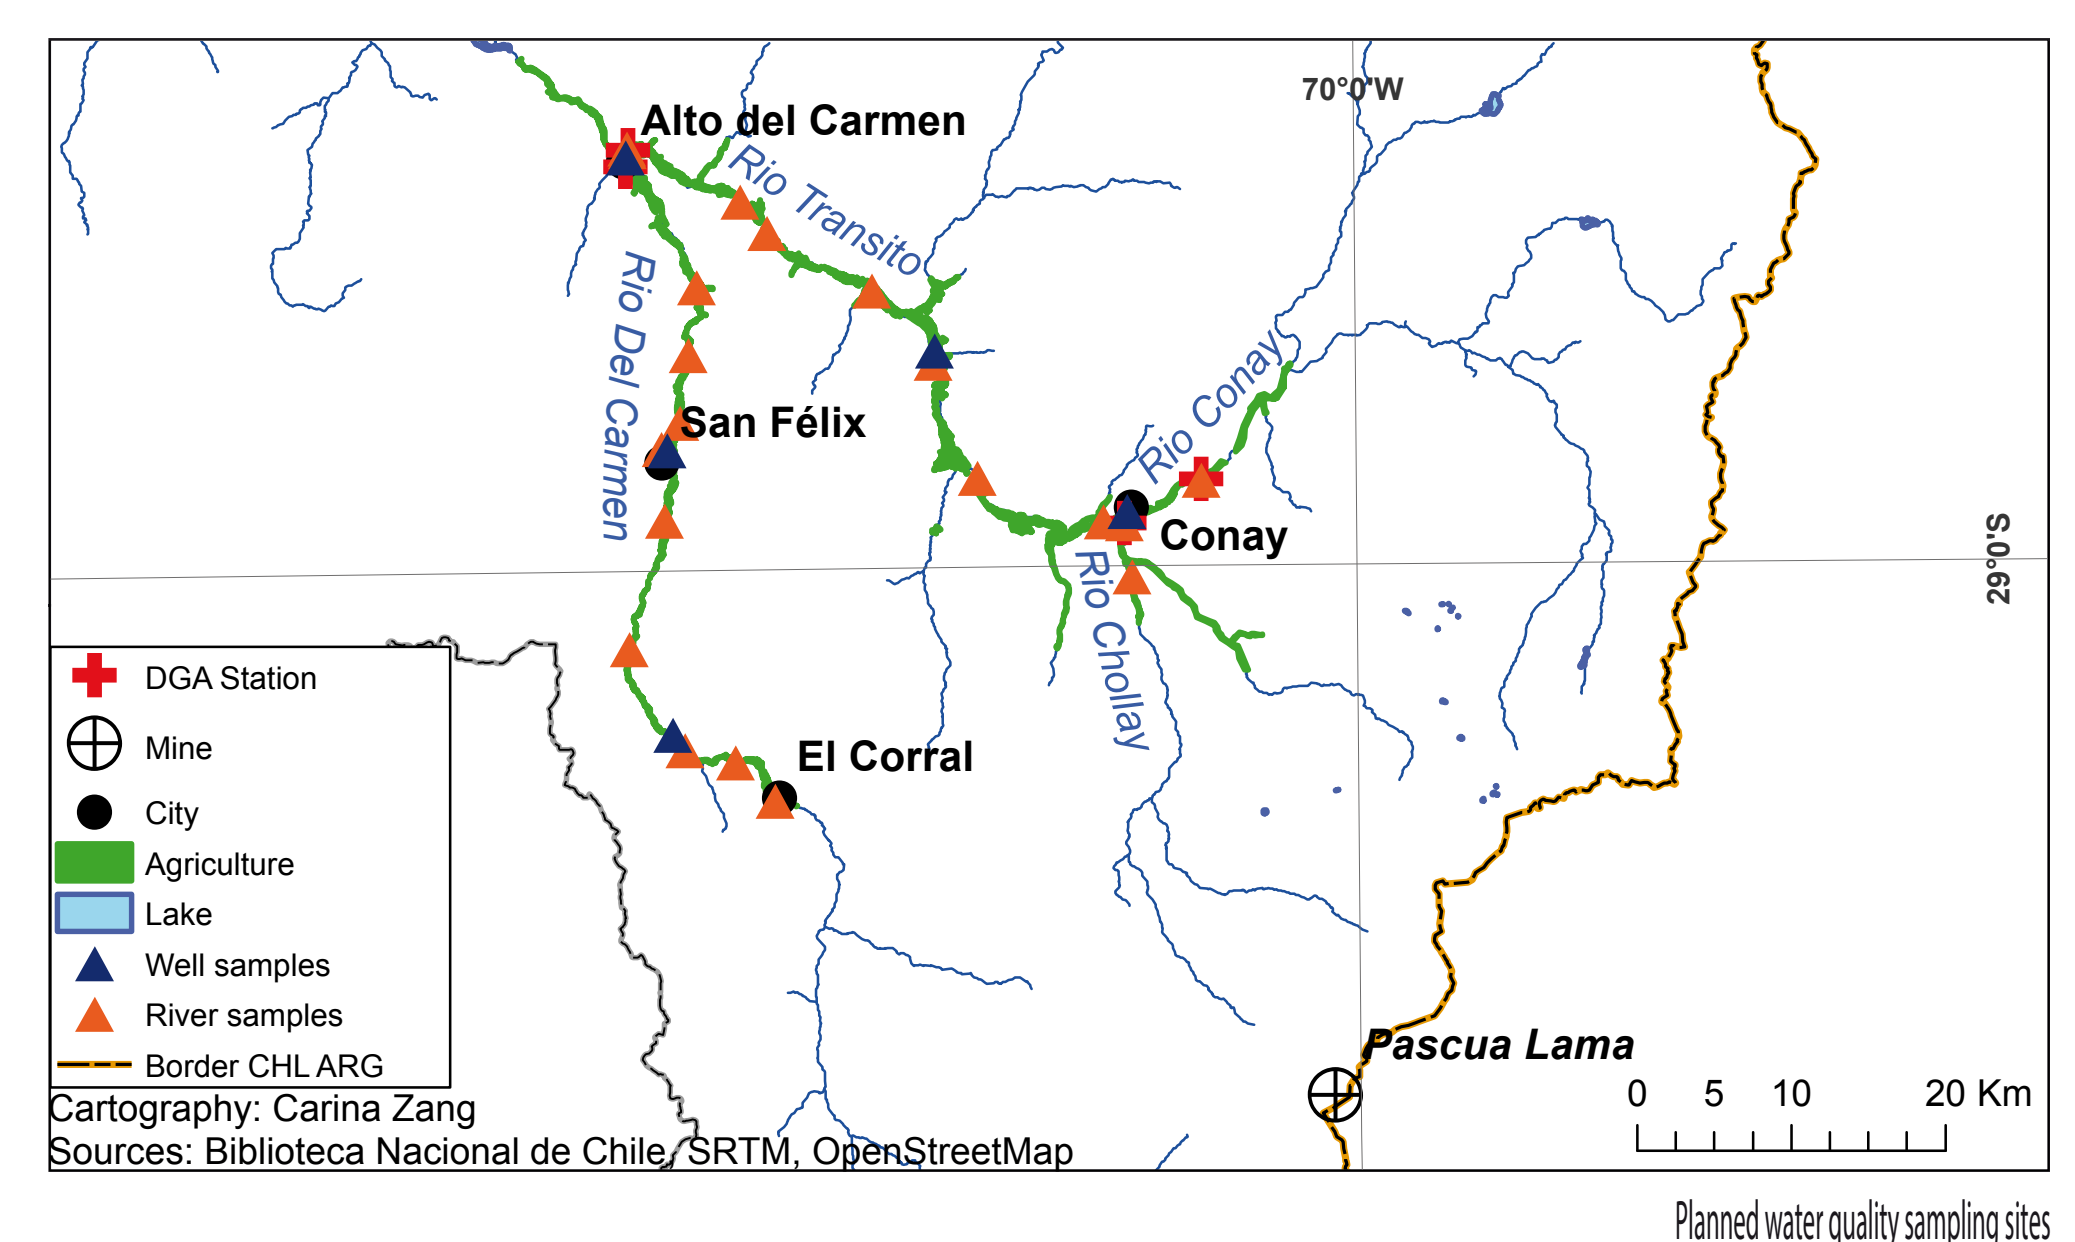 70°0'W
Alto del Carmen
Rio Transito
Rio Del Carmen
Rio Conay
San Félix
Conay
29°0'S
Rio Chollay
El Corral
DGA Station
Mine
City
Agriculture
Lake
Well samples
River samples
Border CHL ARG
Pascua Lama
0 5 10 20 Km
Cartography: Carina Zang
Sources: Biblioteca Nacional de Chile, SRTM, OpenStreetMap
Planned water quality sampling sites